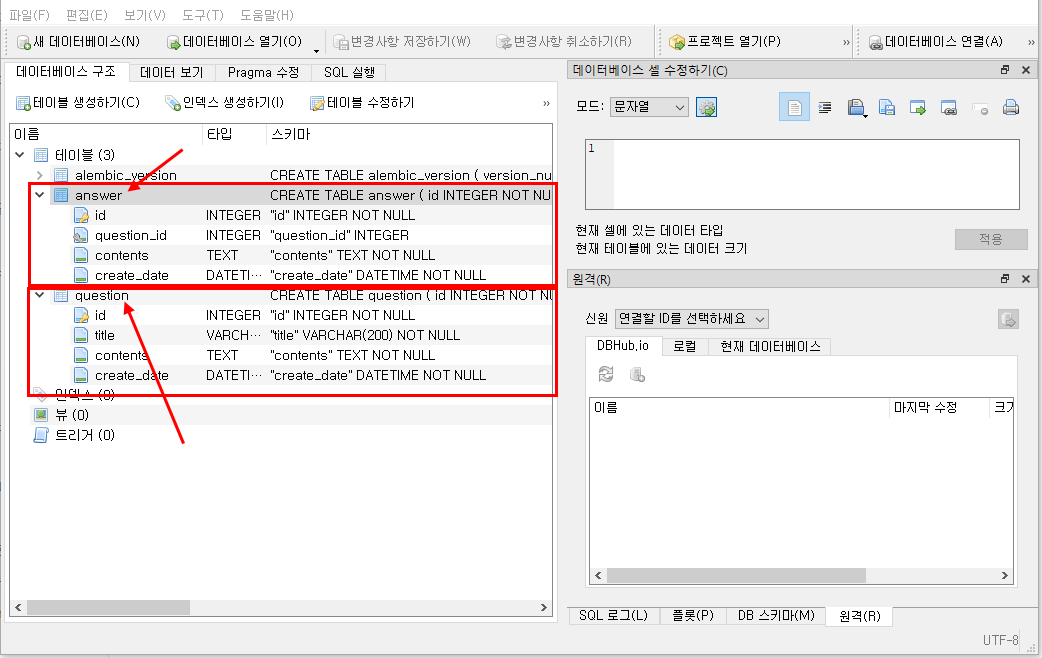 파일(F) 편집(E) 보기(V) 도구(T) 도움말(H)
새 데이터베이스(N) 데이터베이스 열기(O) 변경사항 저장하기(W) 변경사항 취소하기(R) 프로젝트 열기(P) » 데이터베이스 연결(A) »
데이터베이스 구조 데이터 보기 Pragma 수정 SQL 실행
테이블 생성하기(C) 인덱스 생성하기(I) 테이블 수정하기 »
이름 타입 스키마
테이블 (3)
alembic_version CREATE TABLE alembic_version ( version_nu
answer CREATE TABLE answer ( id INTEGER NOT NU
id INTEGER "id" INTEGER NOT NULL
question_id INTEGER "question_id" INTEGER
contents TEXT "contents" TEXT NOT NULL
create_date DATETI··· "create_date" DATETIME NOT NULL
question CREATE TABLE question ( id INTEGER NOT N
id INTEGER "id" INTEGER NOT NULL
title VARCH··· "title" VARCHAR(200) NOT NULL
contents TEXT "contents" TEXT NOT NULL
create_date DATETI··· "create_date" DATETIME NOT NULL
인덱스 (0)
뷰 (0)
트리거 (0)
데이터베이스 셀 수정하기(C)
모드: 문자열
1
현재 셀에 있는 데이터 타입
현재 테이블에 있는 데이터 크기
적용
원격(R)
신원 연결할 ID를 선택하세요
DBHub.io 로컬 현재 데이터베이스
이름 마지막 수정 크기
SQL 로그(L) 플롯(P) DB 스키마(M) 원격(R)
UTF-8